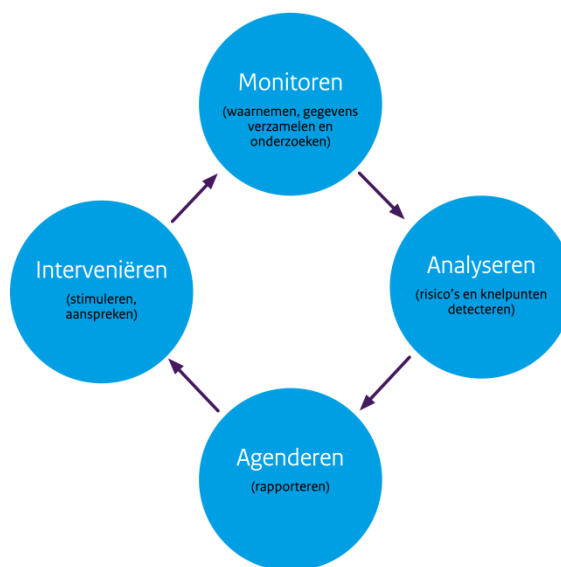 Monitoren
(waarnemen, gegevens
verzamelen en
onderzoeken)
Analyseren
(risico's en knelpunten
detecteren)
Agenderen
(rapporteren)
Interveniëren
(stimuleren,
aanspreken)